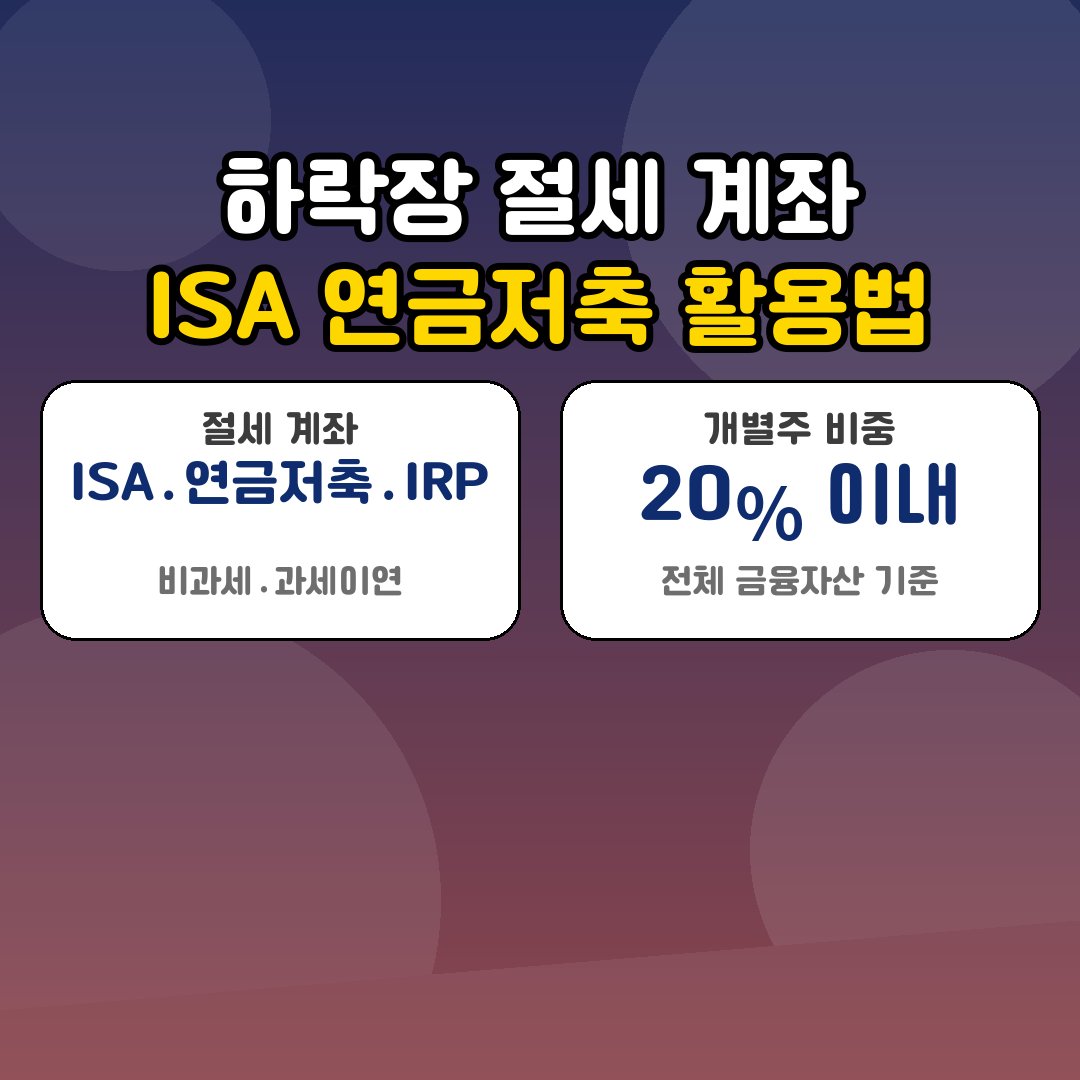 하락장 절세 계좌
ISA 연금저축 활용법
절세 계좌
ISA.연금저축.IRP
비과세.과세이연
개별주 비중
20% 이내
전체 금융자산 기준